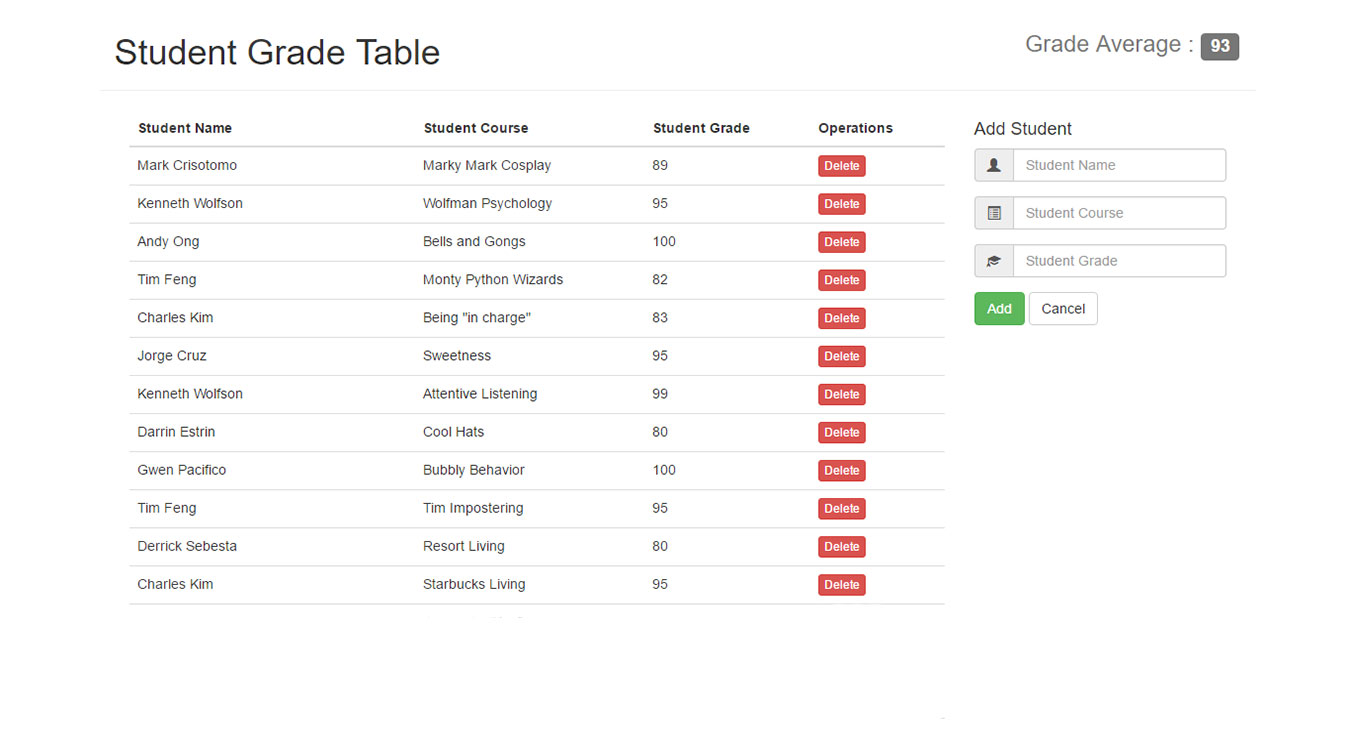 Student Grade Table
Grade Average : 93
Student Name Student Course Student Grade Operations
Mark Crisotomo Marky Mark Cosplay 89 Delete
Kenneth Wolfson Wolfman Psychology 95 Delete
Andy Ong Bells and Gongs 100 Delete
Tim Feng Monty Python Wizards 82 Delete
Charles Kim Being "in charge" 83 Delete
Jorge Cruz Sweetness 95 Delete
Kenneth Wolfson Attentive Listening 99 Delete
Darrin Estrin Cool Hats 80 Delete
Gwen Pacifico Bubbly Behavior 100 Delete
Tim Feng Tim Impostering 95 Delete
Derrick Sebesta Resort Living 80 Delete
Charles Kim Starbucks Living 95 Delete
Add Student
Student Name
Student Course
Student Grade
Add Cancel